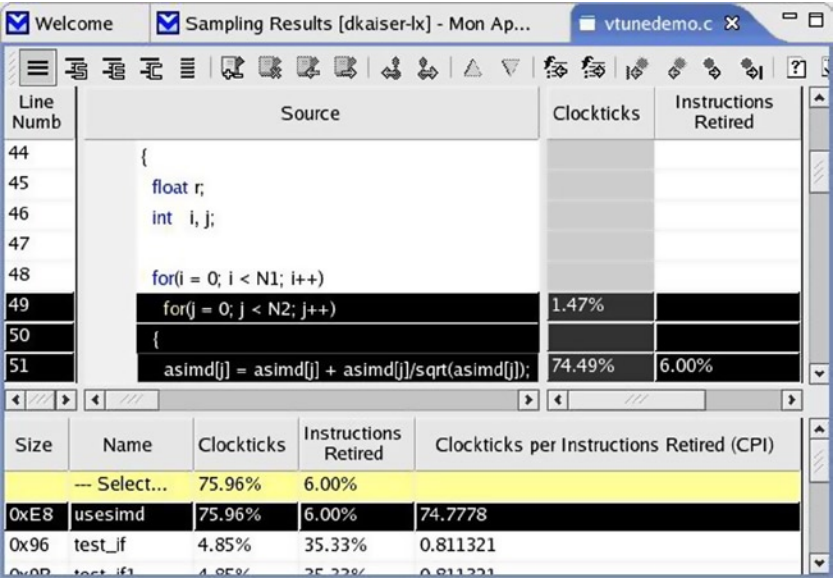 Welcome
Sampling Results [dkaiser-lx] - Mon Ap...
vtunedemo.c
Line Numb Source Clockticks Instructions Retired
44 {
45 float r;
46 int i, j;
47
48 for(i = 0; i < N1; i++)
49 for(j = 0; j < N2; j++) 1.47%
50 {
51 asimd[j] = asimd[j] + asimd[j]/sqrt(asimd[j]); 74.49% 6.00%
Size Name Clockticks Instructions Retired Clockticks per Instructions Retired (CPI)
--- Select... 75.96% 6.00%
0xE8 usesimd 75.96% 6.00% 74.7778
0x96 test_if 4.85% 35.33% 0.811321